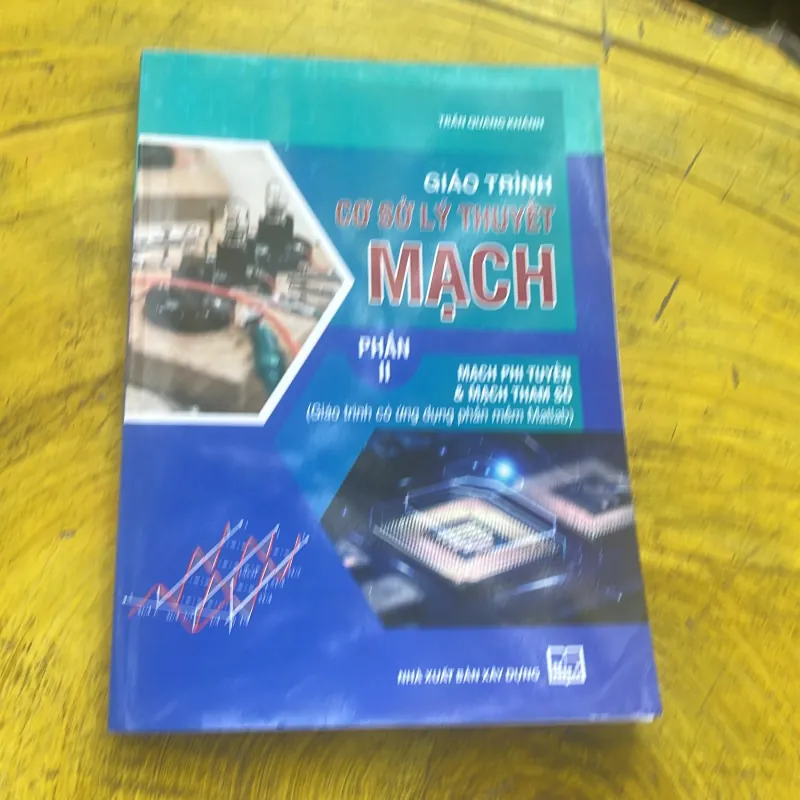 TRẦN QUANG KHÁNH
GIÁO TRÌNH
CƠ SỞ LÝ THUYẾT
MẠCH
PHẦN
II
MẠCH PHI TUYẾN
& MẠCH THAM SỐ
(Giáo trình có ứng dụng phần mềm Matlab)
NHÀ XUẤT BẢN XÂY DỰNG